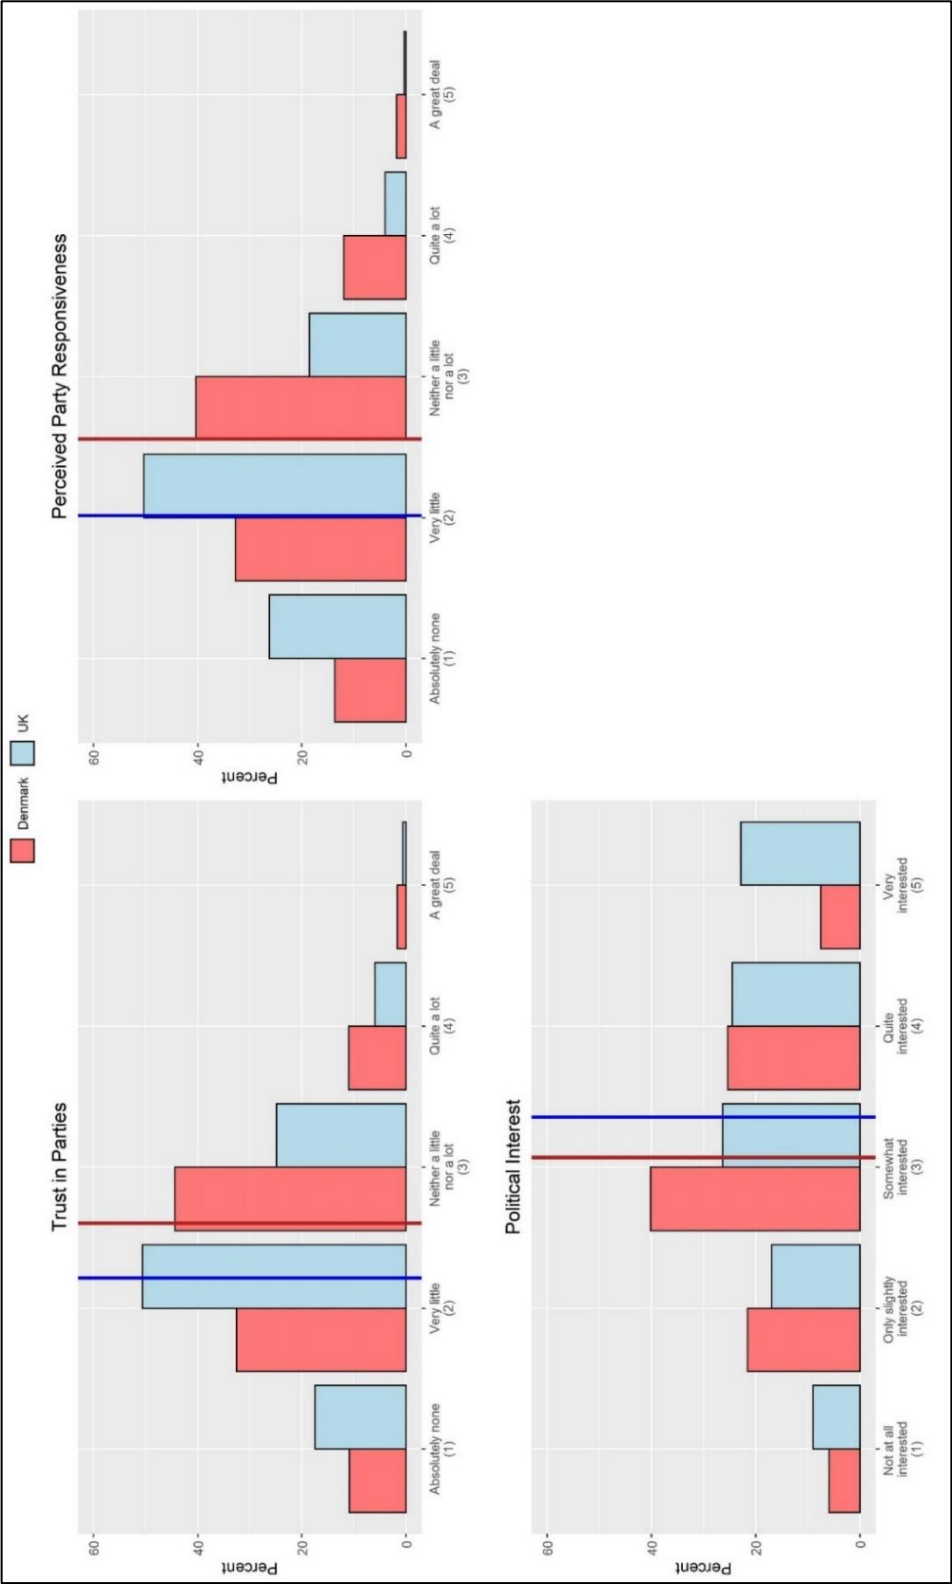 Denmark UK
Trust in Parties
60
40
20
0
Percent
Absolutely none
(1)
Very little
(2)
Neither a little
nor a lot
(3)
Quite a lot
(4)
A great deal
(5)
Perceived Party Responsiveness
60
40
20
0
Percent
Absolutely none
(1)
Very little
(2)
Neither a little
nor a lot
(3)
Quite a lot
(4)
A great deal
(5)
Political Interest
60
40
20
0
Percent
Not at all
interested
(1)
Only slightly
interested
(2)
Somewhat
interested
(3)
Quite
interested
(4)
Very
interested
(5)